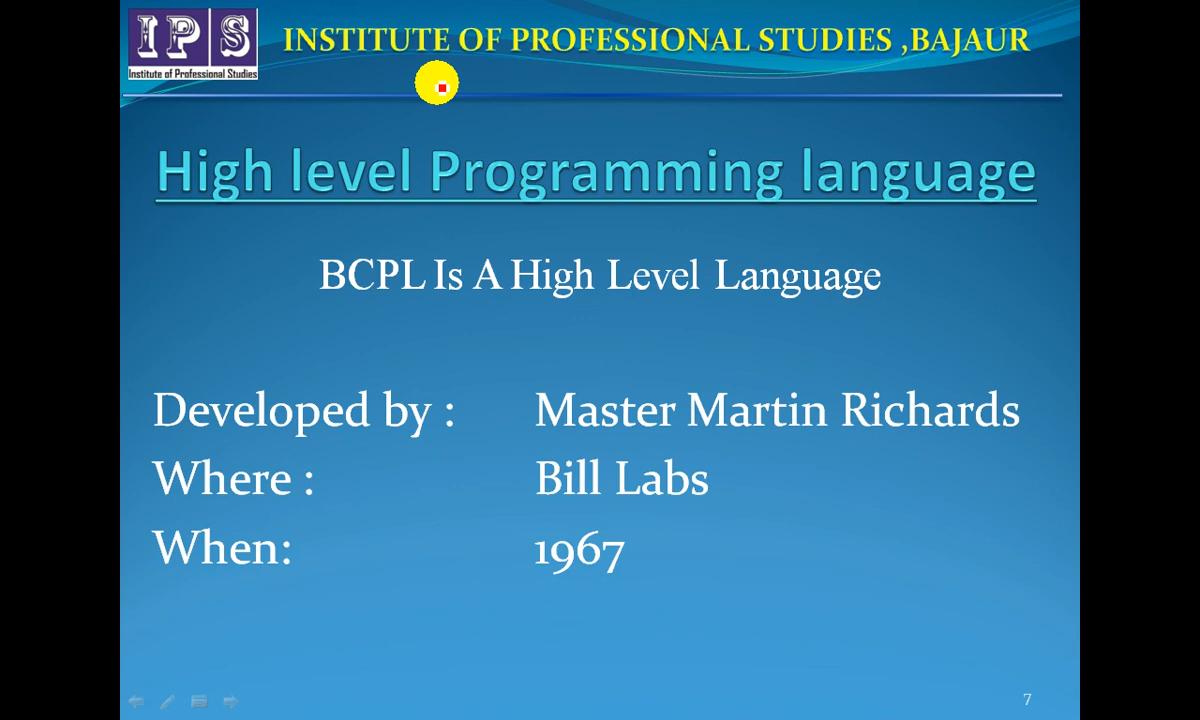 IPS
Institute of Professional Studies
INSTITUTE OF PROFESSIONAL STUDIES ,BAJAUR
High level Programming language
BCPL Is A High Level Language
Developed by : Master Martin Richards
Where : Bill Labs
When: 1967
7